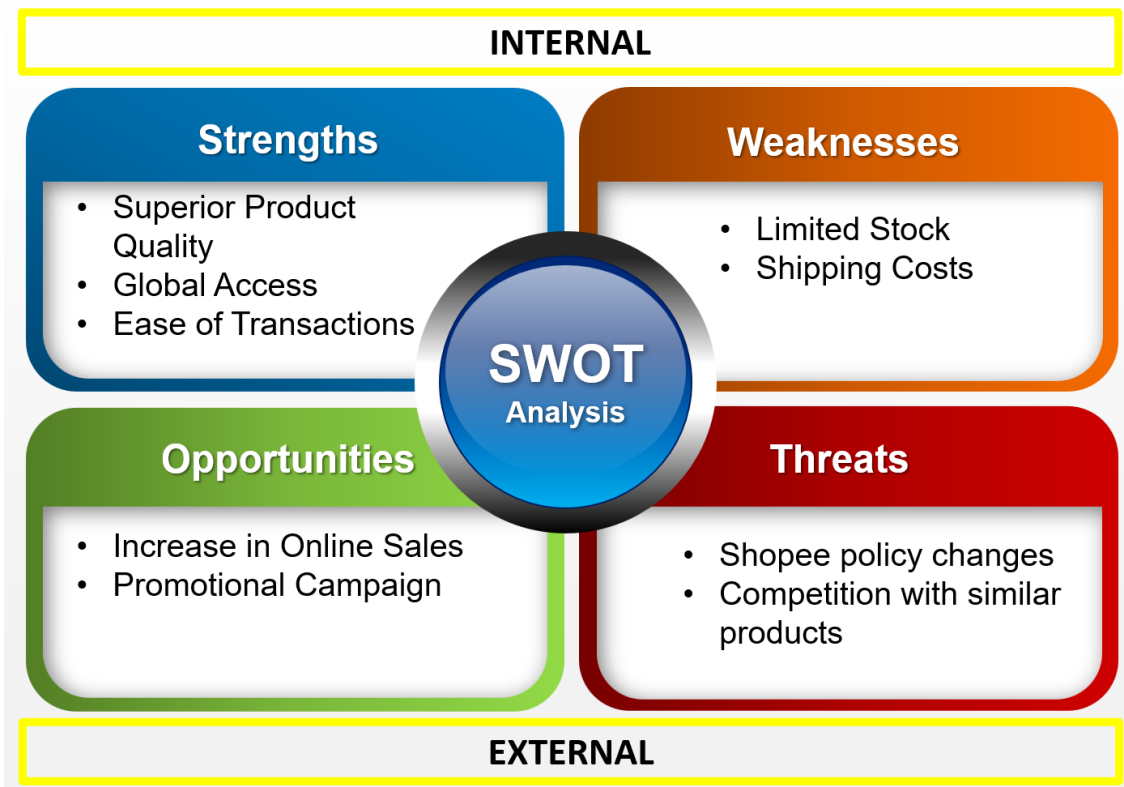 INTERNAL
Strengths
• Superior Product
Quality
• Global Access
• Ease of Transactions
Weaknesses
• Limited Stock
• Shipping Costs
SWOT
Analysis
Opportunities
• Increase in Online Sales
• Promotional Campaign
Threats
• Shopee policy changes
• Competition with similar
products
EXTERNAL